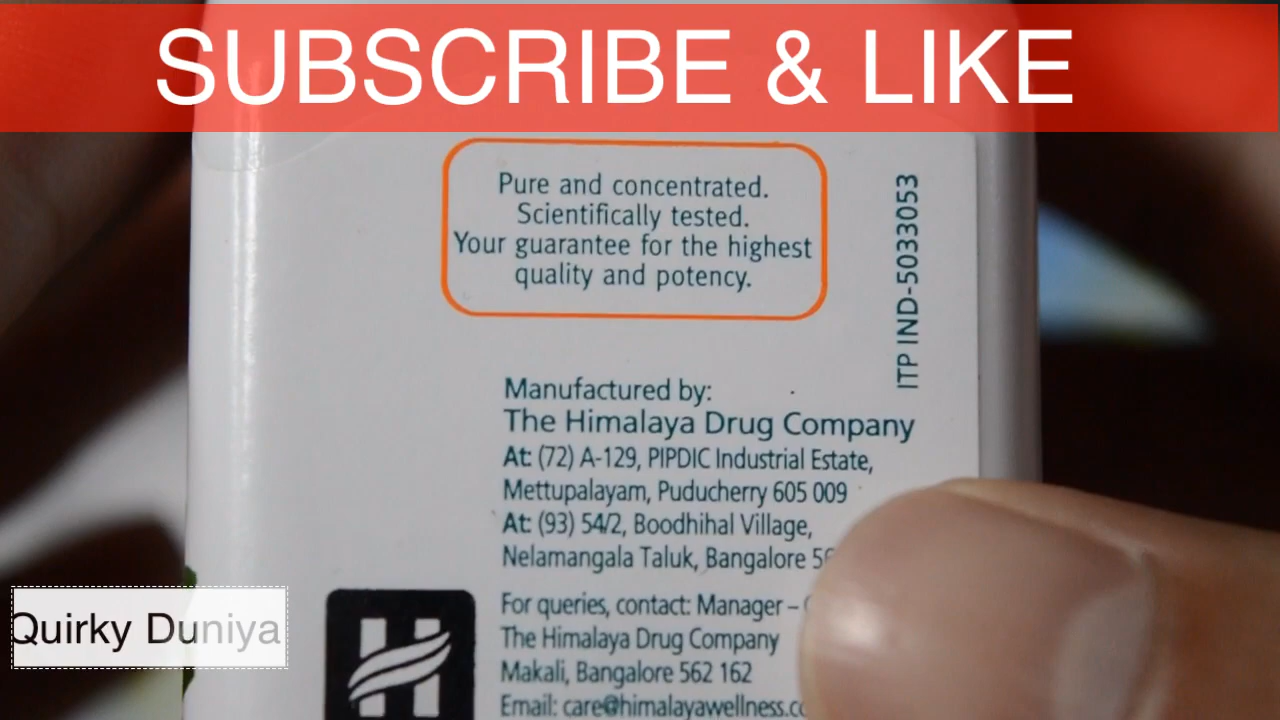 SUBSCRIBE & LIKE
Pure and concentrated.
Scientifically tested.
Your guarantee for the highest
quality and potency.
ITP IND-5033053
Manufactured by:
The Himalaya Drug Company
At: (72) A-129, PIPDIC Industrial Estate,
Mettupalayam, Puducherry 605 009
At: (93) 54/2, Boodhihal Village,
Nelamangala Taluk, Bangalore
For queries, contact: Manager –
The Himalaya Drug Company
Makali, Bangalore 562 162
Email:
Quirky Duniya